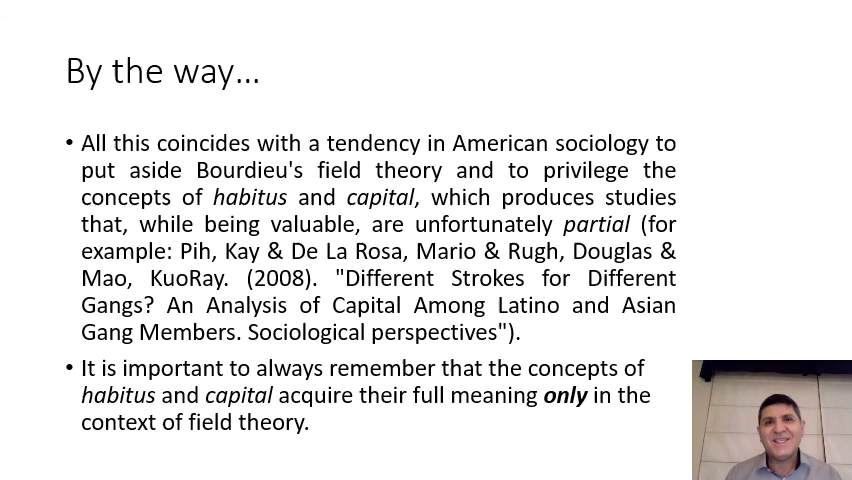 By the way...
• All this coincides with a tendency in American sociology to
put aside Bourdieu's field theory and to privilege the
concepts of habitus and capital, which produces studies
that, while being valuable, are unfortunately partial (for
example: Pih, Kay & De La Rosa, Mario & Rugh, Douglas &
Mao, KuoRay. (2008). "Different Strokes for Different
Gangs? An Analysis of Capital Among Latino and Asian
Gang Members. Sociological perspectives").
• It is important to always remember that the concepts of
habitus and capital acquire their full meaning only in the
context of field theory.